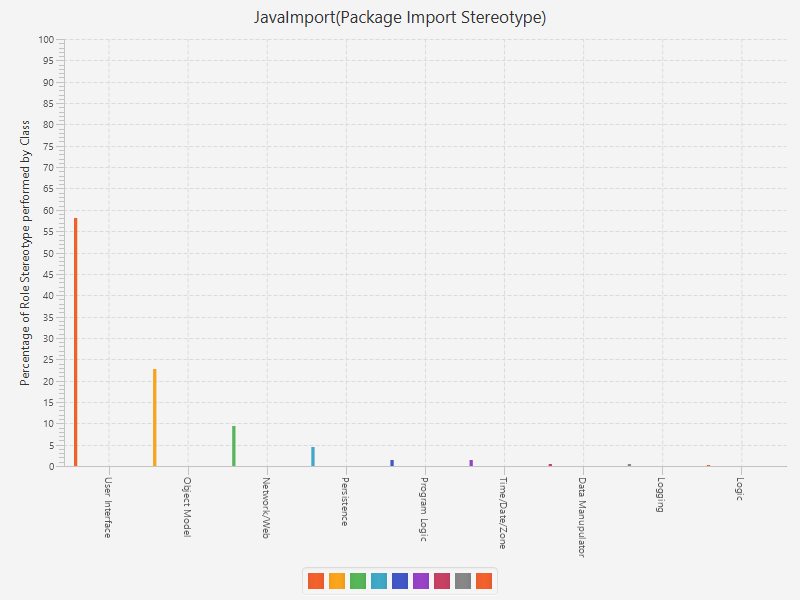 JavaImport(Package Import Stereotype)
Percentage of Role Stereotype performed by Class
100
95
90
85
80
75
70
65
60
55
50
45
40
35
30
25
20
15
10
5
0
User Interface
Object Model
Network/Web
Persistence
Program Logic
Time/Date/Zone
Data Manupulator
Logging
Logic